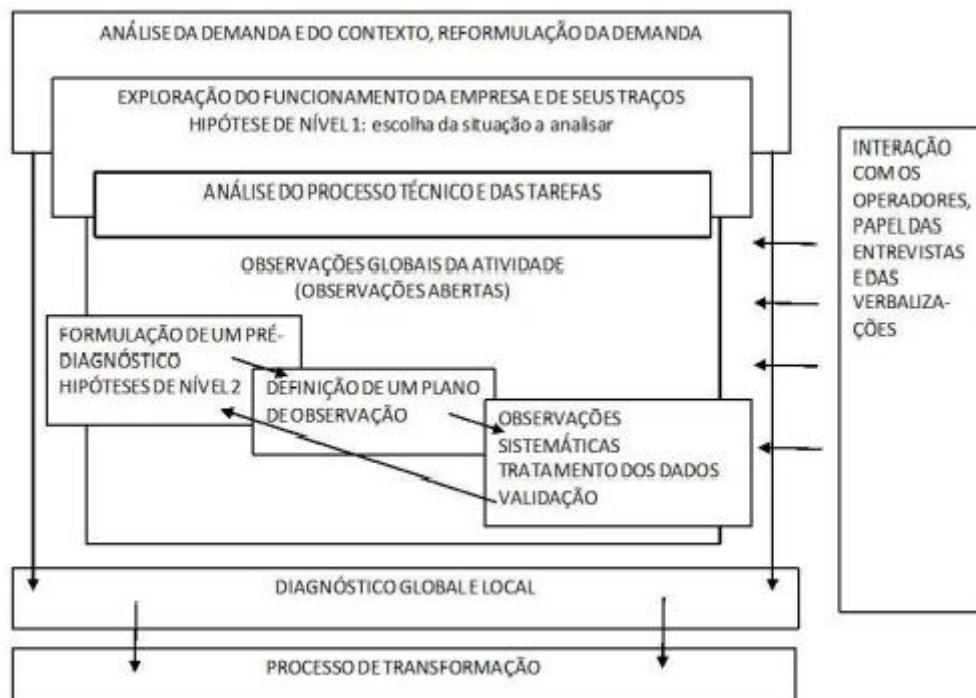 ANÁLISE DA DEMANDA E DO CONTEXTO, REFORMULAÇÃO DA DEMANDA
EXPLORAÇÃO DO FUNCIONAMENTO DA EMPRESA E DE SEUS TRAÇOS
HIPÓTESE DE NÍVEL 1: escolha da situação a analisar
ANÁLISE DO PROCESSO TÉCNICO E DAS TAREFAS
OBSERVAÇÕES GLOBAIS DA ATIVIDADE
(OBSERVAÇÕES ABERTAS)
FORMULAÇÃO DE UM PRÉ-
DIAGNÓSTICO
HIPÓTESES DE NÍVEL 2
DEFINIÇÃO DE UM PLANO
DE OBSERVAÇÃO
OBSERVAÇÕES
SISTEMÁTICAS
TRATAMENTO DOS DADOS
VALIDAÇÃO
INTERAÇÃO
COM OS
OPERADORES,
PAPEL DAS
ENTREVISTAS
E DAS
VERBALIZA-
ÇÕES
DIAGNÓSTICO GLOBAL E LOCAL
PROCESSO DE TRANSFORMAÇÃO